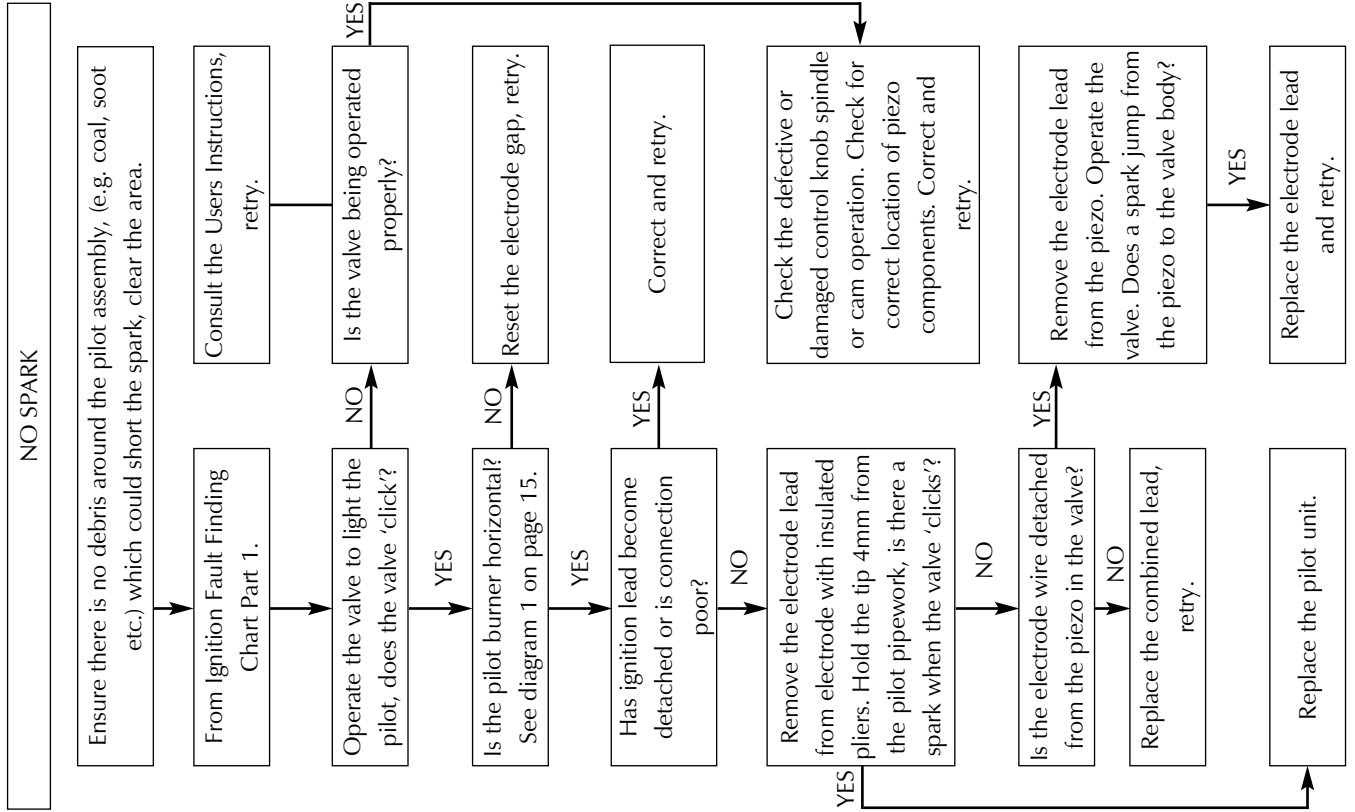 NO SPARK
Ensure there is no debris around the pilot assembly, (e.g. coal, soot
etc.) which could short the spark, clear the area.
From Ignition Fault Finding
Chart Part 1.
Consult the Users Instructions,
retry.
Operate the valve to light the
pilot, does the valve ‘click’?
NO
Is the valve being operated
properly?
YES
YES
Is the pilot burner horizontal?
See diagram 1 on page 15.
NO
Reset the electrode gap, retry.
YES
Has ignition lead become
detached or is connection
poor?
YES
Correct and retry.
NO
Remove the electrode lead
from electrode with insulated
pliers. Hold the tip 4mm from
the pilot pipework, is there a
spark when the valve ‘clicks’?
Check the defective or
damaged control knob spindle
or cam operation. Check for
correct location of piezo
components. Correct and
retry.
YES
NO
Is the electrode wire detached
from the piezo in the valve?
YES
Remove the electrode lead
from the piezo. Operate the
valve. Does a spark jump from
the piezo to the valve body?
NO
Replace the combined lead,
retry.
YES
Replace the pilot unit.
Replace the electrode lead
and retry.